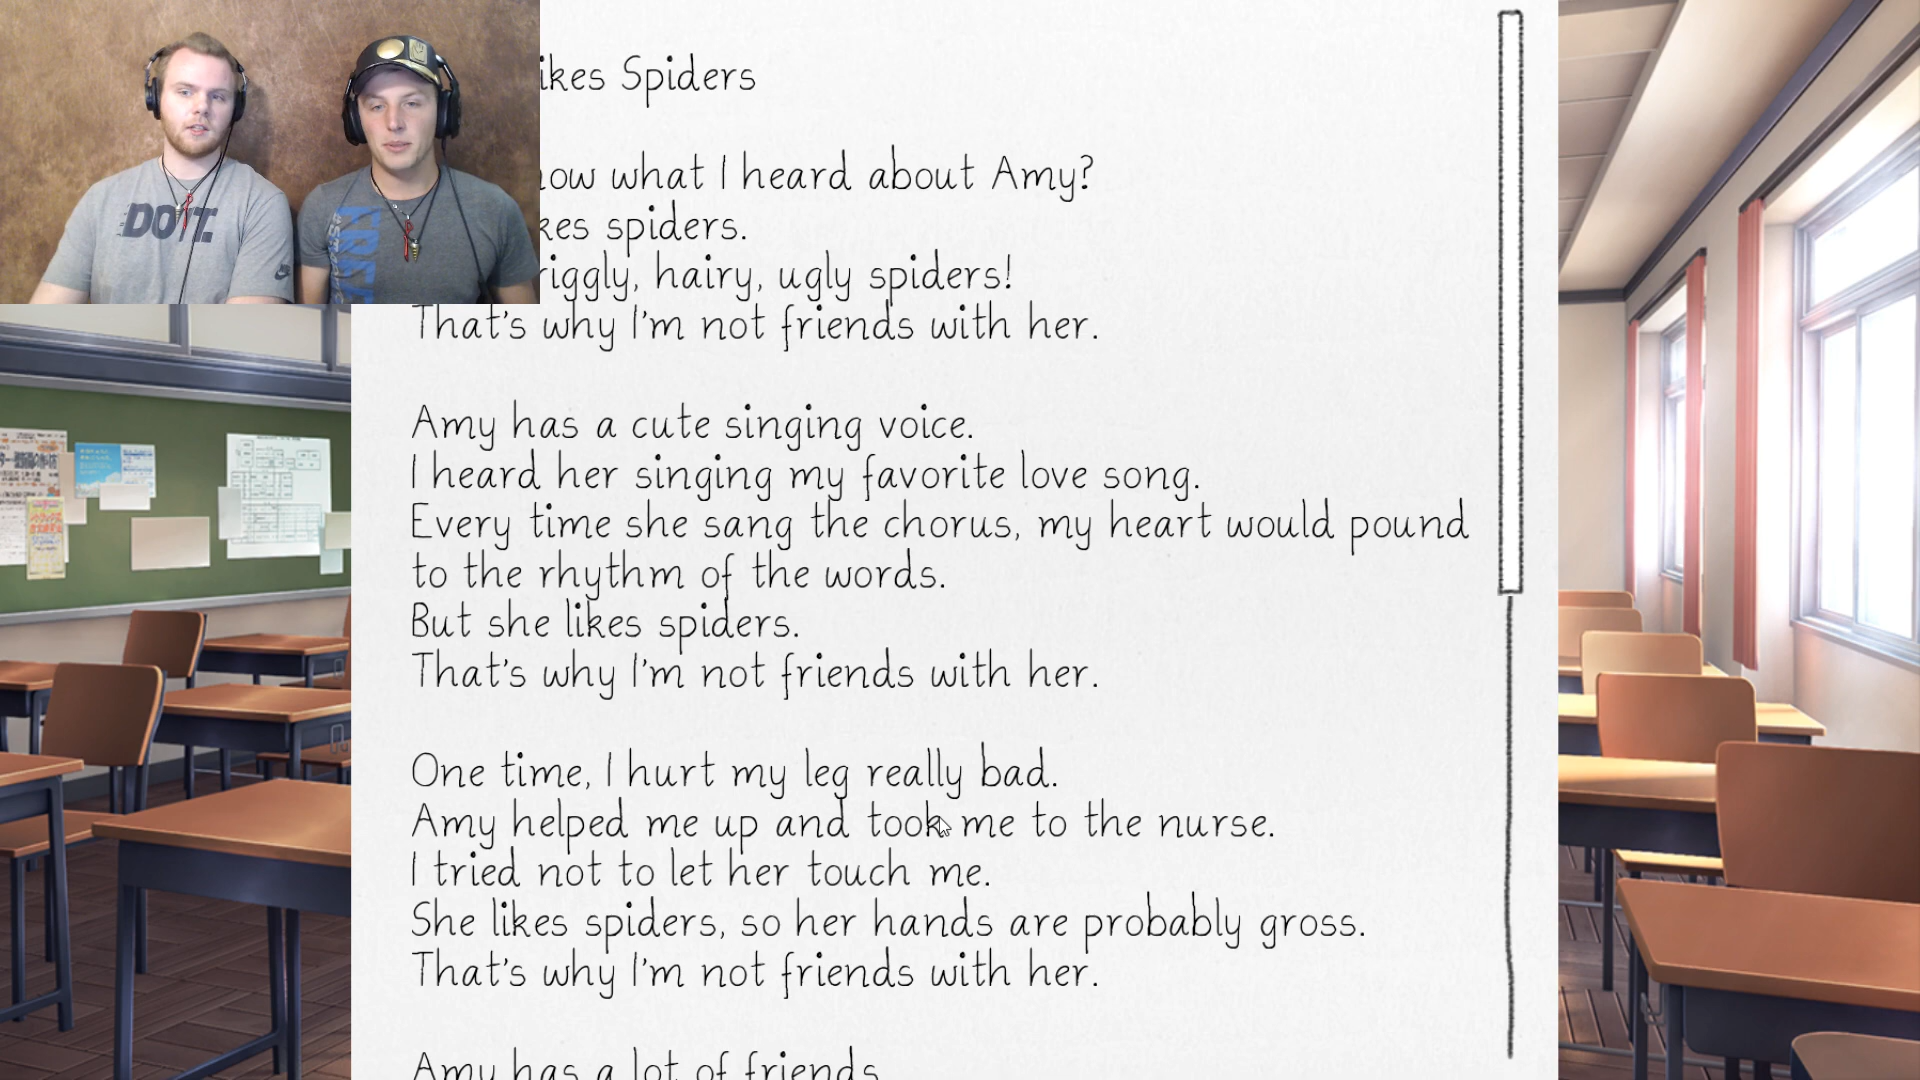 ikes Spiders
ow what I heard about Amy?
kes spiders.
iggly, hairy, ugly spiders!
That's why I'm not friends with her.
Amy has a cute singing voice.
I heard her singing my favorite love song.
Every time she sang the chorus, my heart would pound
to the rhythm of the words.
But she likes spiders.
That's why I'm not friends with her.
One time, I hurt my leg really bad.
Amy helped me up and took me to the nurse.
I tried not to let her touch me.
She likes spiders, so her hands are probably gross.
That's why I'm not friends with her.
Amy has a lot of friends